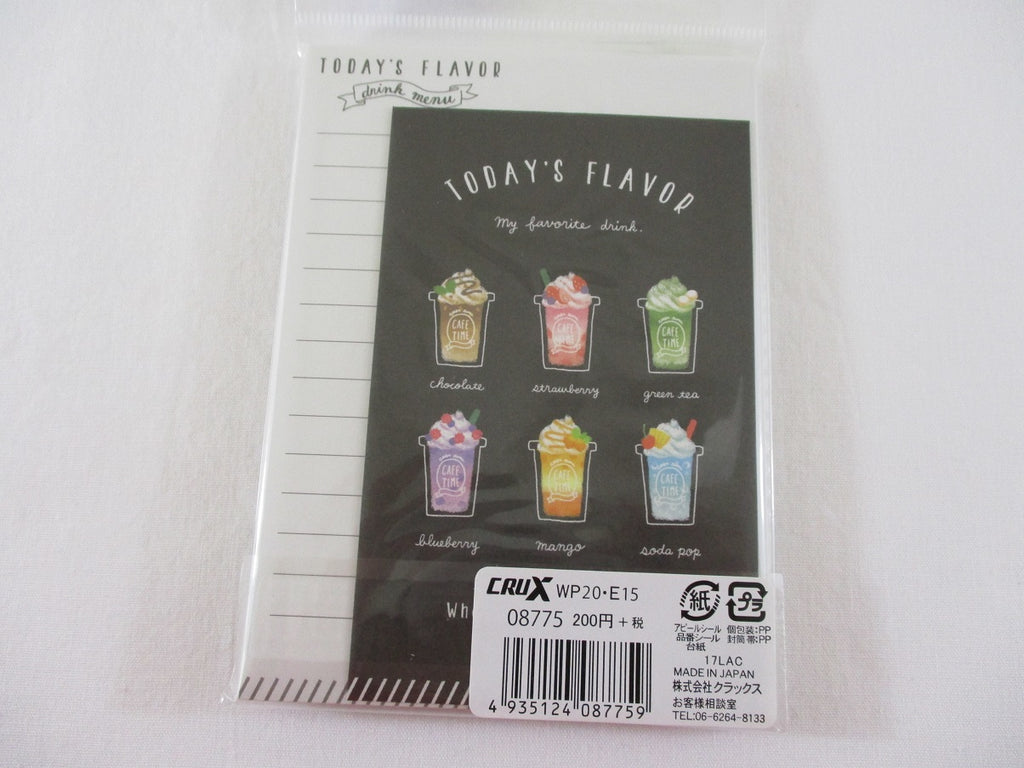 TODAY'S FLAVOR
drink menu
TODAY'S FLAVOR
My favorite drink.
CAFE TIME
CAFE TIME
CAFE TIME
chocolate strawberry green tea
CAFE TIME
CAFE TIME
CAFE TIME
blueberry mango soda pop
Wh
CRUX WP20・E15
08775 200円+税
4 935124 087759
紙 プラ
アピールシール 個包装:PP
品番シール 封筒帯:PP
台紙
17LAC
MADE IN JAPAN
株式会社クラックス
お客様相談室
TEL:06-6264-8133